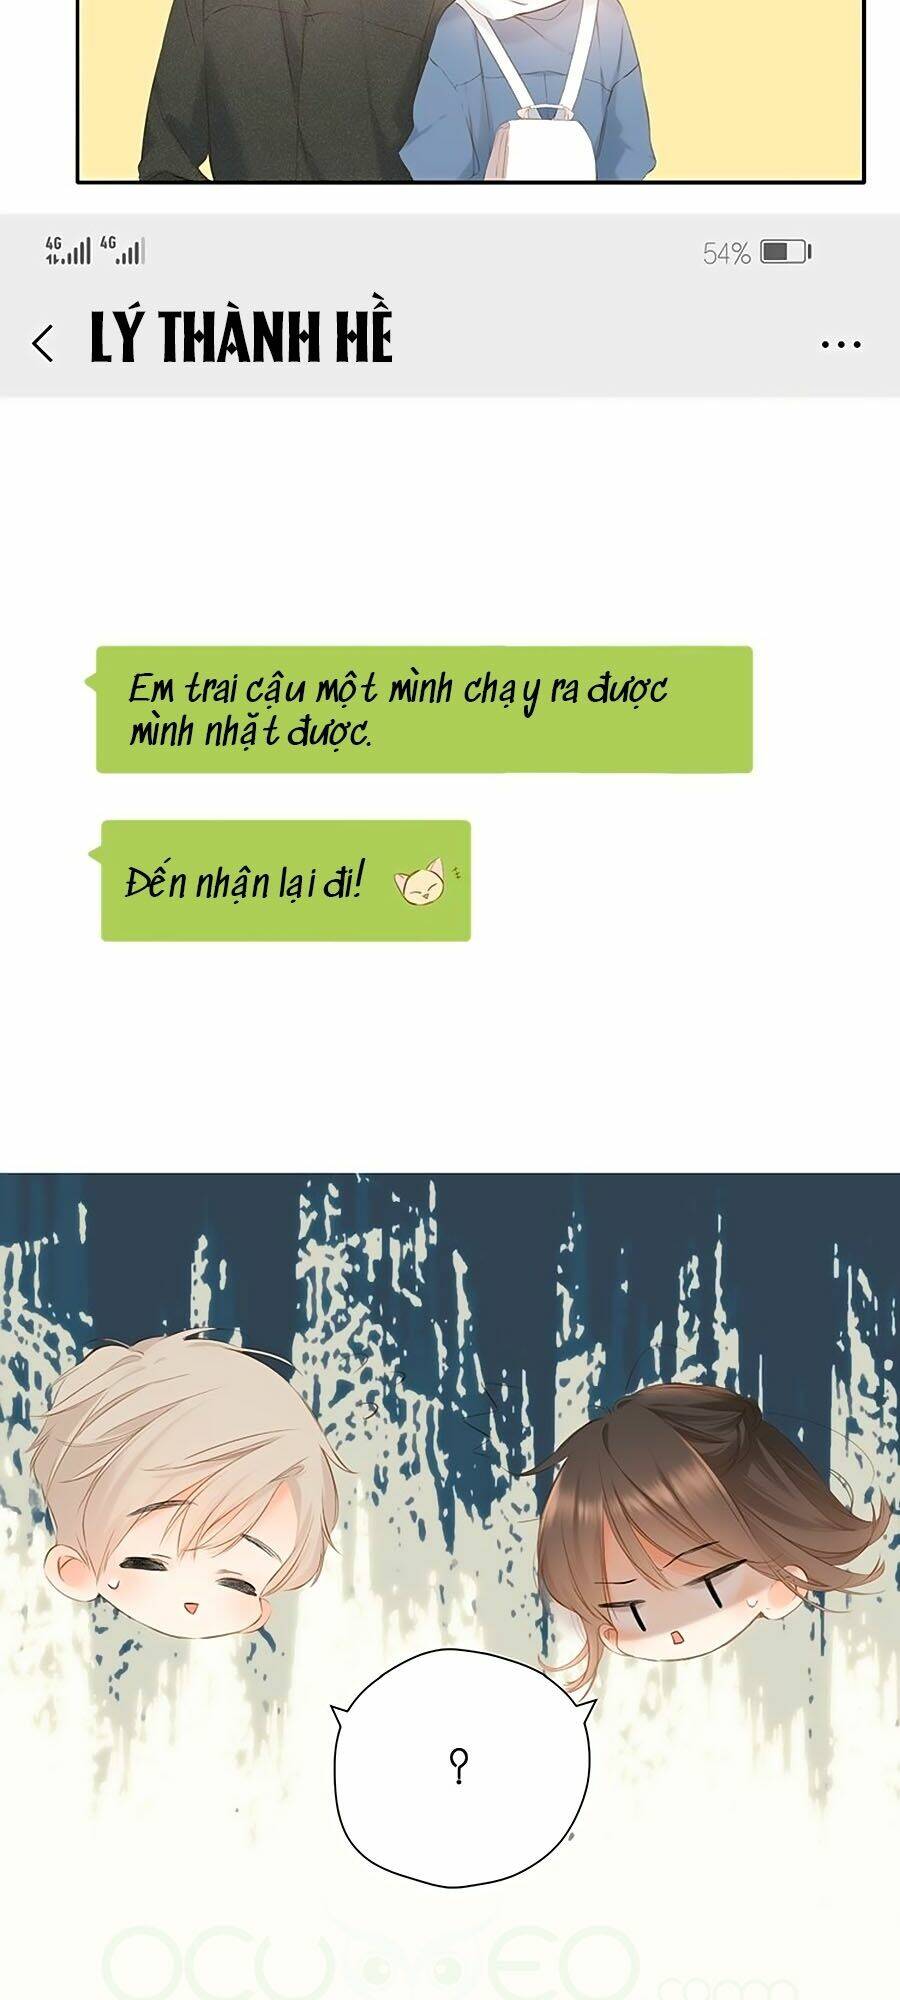 4G 4G 54%
LÝ THÀNH HỀ
Em trai cậu một mình chạy ra được
mình nhặt được.
Đến nhận lại đi!
?